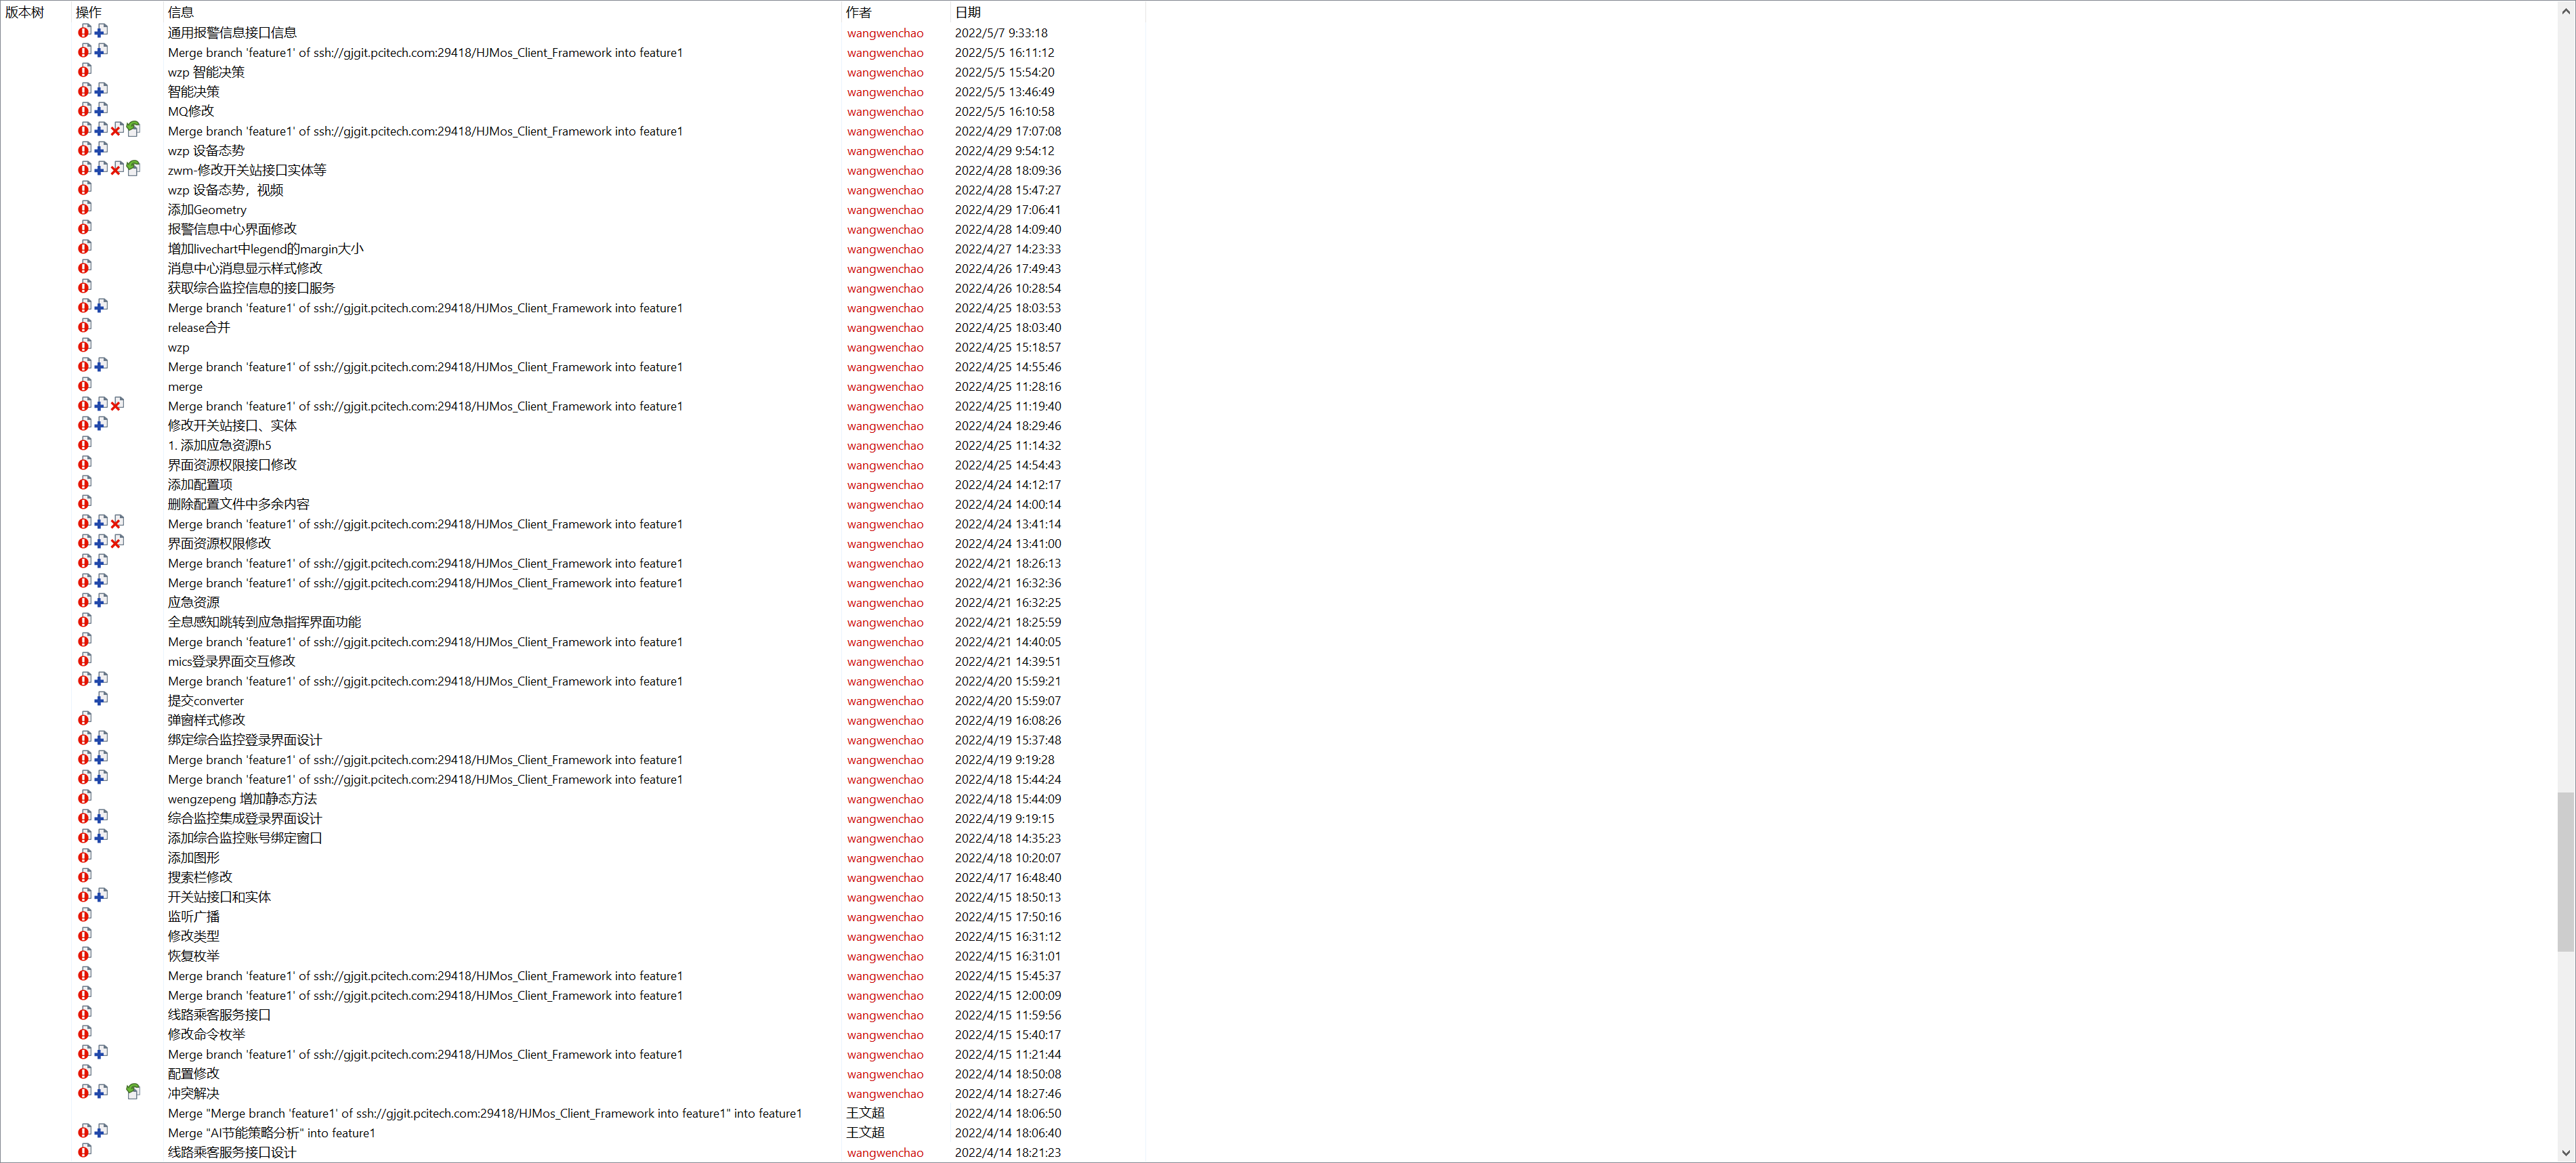 版本树 操作 信息 作者 日期
通用报警信息接口信息 wangwenchao 2022/5/7 9:33:18
Merge branch 'feature1' of ssh://gjgit.pcitech.com:29418/HJMos_Client_Framework into feature1 wangwenchao 2022/5/5 16:11:12
wzp 智能决策 wangwenchao 2022/5/5 15:54:20
智能决策 wangwenchao 2022/5/5 13:46:49
MQ修改 wangwenchao 2022/5/5 16:10:58
Merge branch 'feature1' of ssh://gjgit.pcitech.com:29418/HJMos_Client_Framework into feature1 wangwenchao 2022/4/29 17:07:08
wzp 设备态势 wangwenchao 2022/4/29 9:54:12
zwm-修改开关站接口实体等 wangwenchao 2022/4/28 18:09:36
wzp 设备态势，视频 wangwenchao 2022/4/28 15:47:27
添加Geometry wangwenchao 2022/4/29 17:06:41
报警信息中心界面修改 wangwenchao 2022/4/28 14:09:40
增加livechart中legend的margin大小 wangwenchao 2022/4/27 14:23:33
消息中心消息显示样式修改 wangwenchao 2022/4/26 17:49:43
获取综合监控信息的接口服务 wangwenchao 2022/4/26 10:28:54
Merge branch 'feature1' of ssh://gjgit.pcitech.com:29418/HJMos_Client_Framework into feature1 wangwenchao 2022/4/25 18:03:53
release合并 wangwenchao 2022/4/25 18:03:40
wzp wangwenchao 2022/4/25 15:18:57
Merge branch 'feature1' of ssh://gjgit.pcitech.com:29418/HJMos_Client_Framework into feature1 wangwenchao 2022/4/25 14:55:46
merge wangwenchao 2022/4/25 11:28:16
Merge branch 'feature1' of ssh://gjgit.pcitech.com:29418/HJMos_Client_Framework into feature1 wangwenchao 2022/4/25 11:19:40
修改开关站接口、实体 wangwenchao 2022/4/24 18:29:46
1. 添加应急资源h5 wangwenchao 2022/4/25 11:14:32
界面资源权限接口修改 wangwenchao 2022/4/25 14:54:43
添加配置项 wangwenchao 2022/4/24 14:12:17
删除配置文件中多余内容 wangwenchao 2022/4/24 14:00:14
Merge branch 'feature1' of ssh://gjgit.pcitech.com:29418/HJMos_Client_Framework into feature1 wangwenchao 2022/4/24 13:41:14
界面资源权限修改 wangwenchao 2022/4/24 13:41:00
Merge branch 'feature1' of ssh://gjgit.pcitech.com:29418/HJMos_Client_Framework into feature1 wangwenchao 2022/4/21 18:26:13
Merge branch 'feature1' of ssh://gjgit.pcitech.com:29418/HJMos_Client_Framework into feature1 wangwenchao 2022/4/21 16:32:36
应急资源 wangwenchao 2022/4/21 16:32:25
全息感知跳转到应急指挥界面功能 wangwenchao 2022/4/21 18:25:59
Merge branch 'feature1' of ssh://gjgit.pcitech.com:29418/HJMos_Client_Framework into feature1 wangwenchao 2022/4/21 14:40:05
mics登录界面交互修改 wangwenchao 2022/4/21 14:39:51
Merge branch 'feature1' of ssh://gjgit.pcitech.com:29418/HJMos_Client_Framework into feature1 wangwenchao 2022/4/20 15:59:21
提交converter wangwenchao 2022/4/20 15:59:07
弹窗样式修改 wangwenchao 2022/4/19 16:08:26
绑定综合监控登录界面设计 wangwenchao 2022/4/19 15:37:48
Merge branch 'feature1' of ssh://gjgit.pcitech.com:29418/HJMos_Client_Framework into feature1 wangwenchao 2022/4/19 9:19:28
Merge branch 'feature1' of ssh://gjgit.pcitech.com:29418/HJMos_Client_Framework into feature1 wangwenchao 2022/4/18 15:44:24
wengzepeng 增加静态方法 wangwenchao 2022/4/18 15:44:09
综合监控集成登录界面设计 wangwenchao 2022/4/19 9:19:15
添加综合监控账号绑定窗口 wangwenchao 2022/4/18 14:35:23
添加图形 wangwenchao 2022/4/18 10:20:07
搜索栏修改 wangwenchao 2022/4/17 16:48:40
开关站接口和实体 wangwenchao 2022/4/15 18:50:13
监听广播 wangwenchao 2022/4/15 17:50:16
修改类型 wangwenchao 2022/4/15 16:31:12
恢复枚举 wangwenchao 2022/4/15 16:31:01
Merge branch 'feature1' of ssh://gjgit.pcitech.com:29418/HJMos_Client_Framework into feature1 wangwenchao 2022/4/15 15:45:37
Merge branch 'feature1' of ssh://gjgit.pcitech.com:29418/HJMos_Client_Framework into feature1 wangwenchao 2022/4/15 12:00:09
线路乘客服务接口 wangwenchao 2022/4/15 11:59:56
修改命令枚举 wangwenchao 2022/4/15 15:40:17
Merge branch 'feature1' of ssh://gjgit.pcitech.com:29418/HJMos_Client_Framework into feature1 wangwenchao 2022/4/15 11:21:44
配置修改 wangwenchao 2022/4/14 18:50:08
冲突解决 wangwenchao 2022/4/14 18:27:46
Merge "Merge branch 'feature1' of ssh://gjgit.pcitech.com:29418/HJMos_Client_Framework into feature1" into feature1 王文超 2022/4/14 18:06:50
Merge "AI节能策略分析" into feature1 王文超 2022/4/14 18:06:40
线路乘客服务接口设计 wangwenchao 2022/4/14 18:21:23